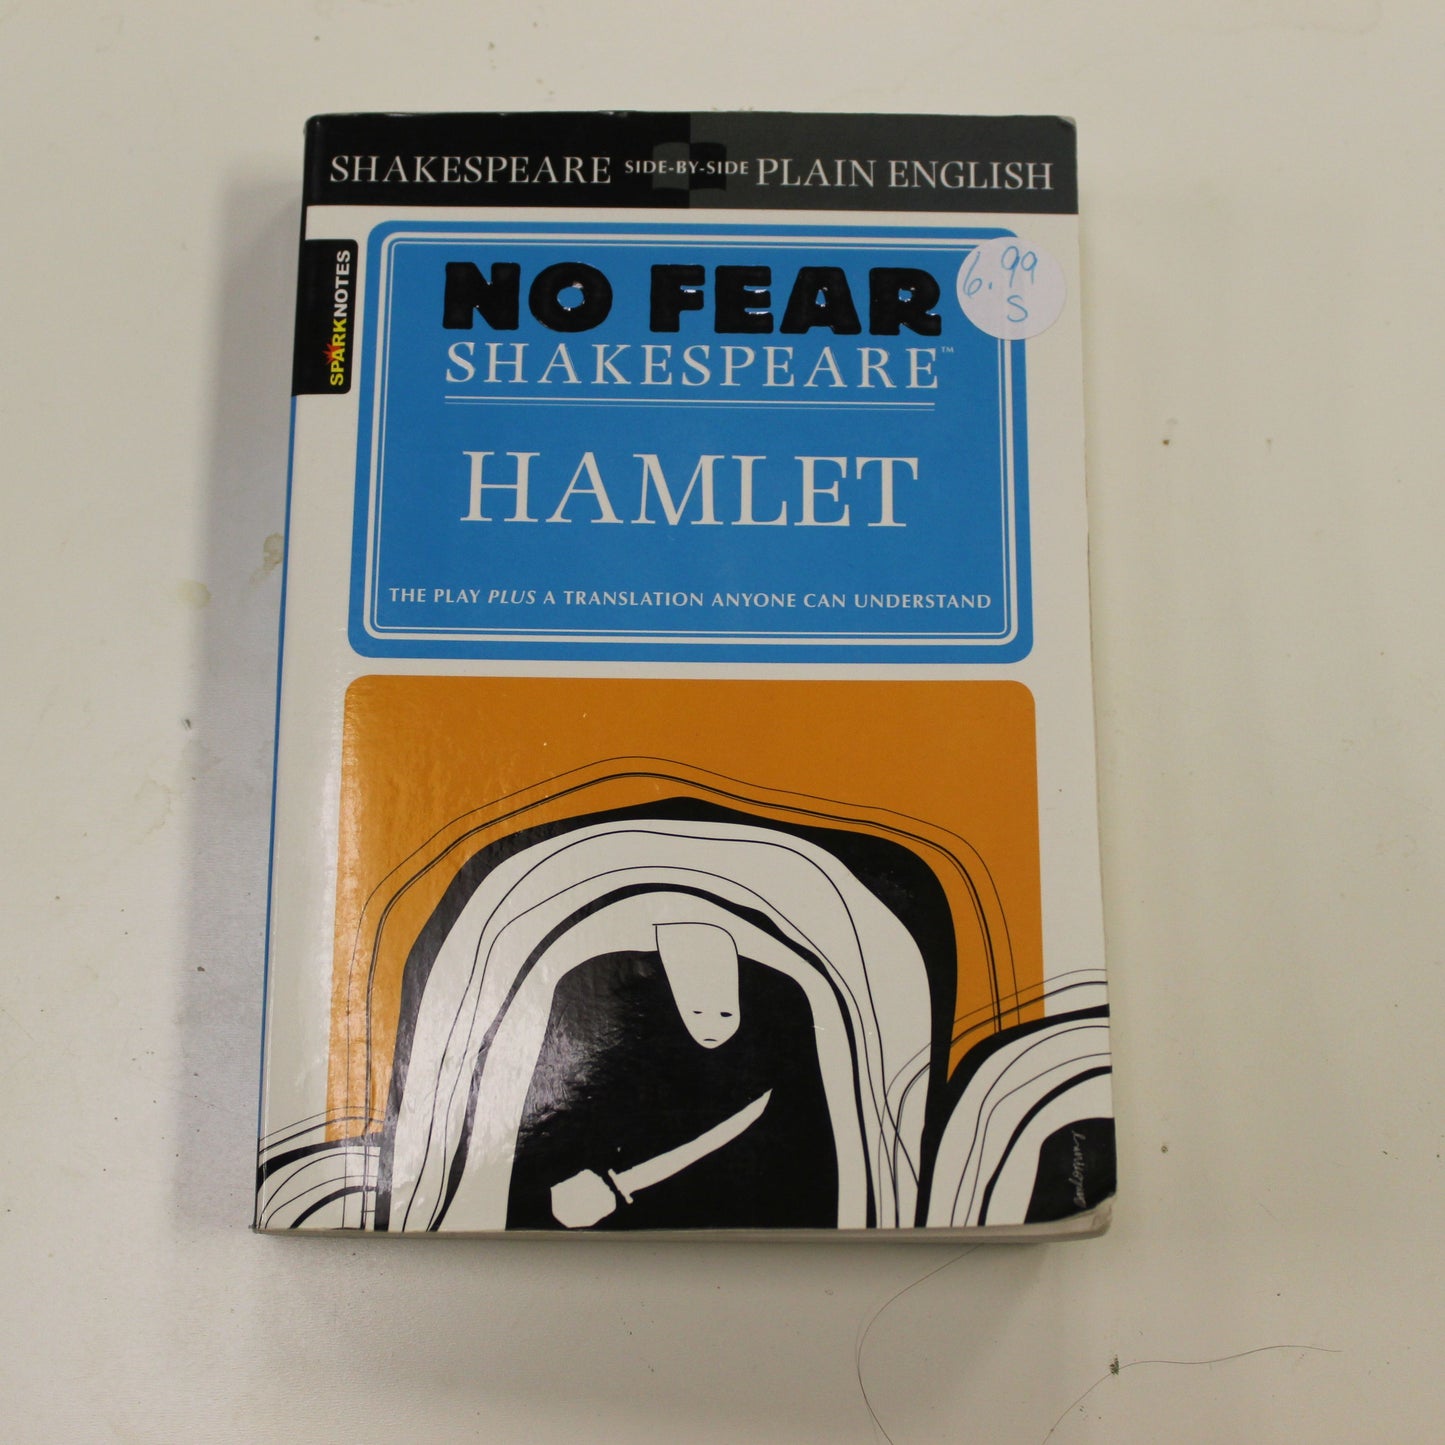 SHAKESPEARE SIDE-BY-SIDE PLAIN ENGLISH
SPARKNOTES
NO FEAR
SHAKESPEARE™
6.99
S
HAMLET
THE PLAY PLUS A TRANSLATION ANYONE CAN UNDERSTAND